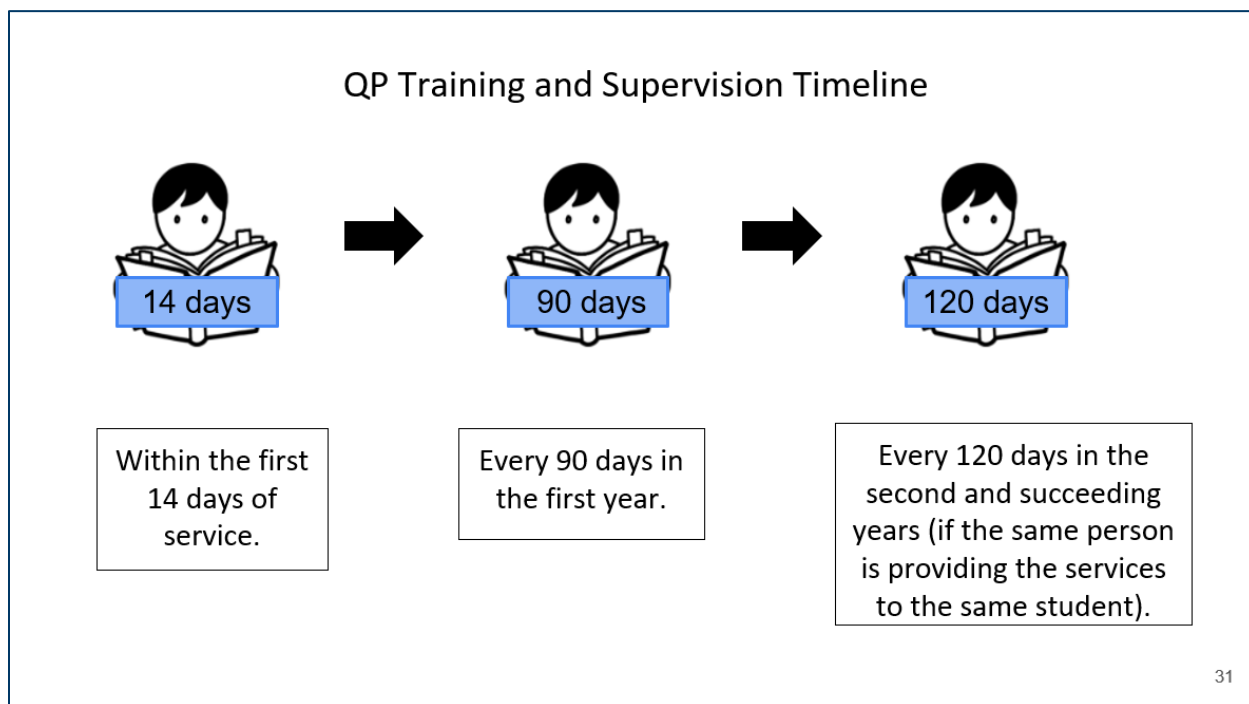 QP Training and Supervision Timeline
14 days
90 days
120 days
Within the first
14 days of
service.
Every 90 days in
the first year.
Every 120 days in the
second and succeeding
years (if the same person
is providing the services
to the same student).
31